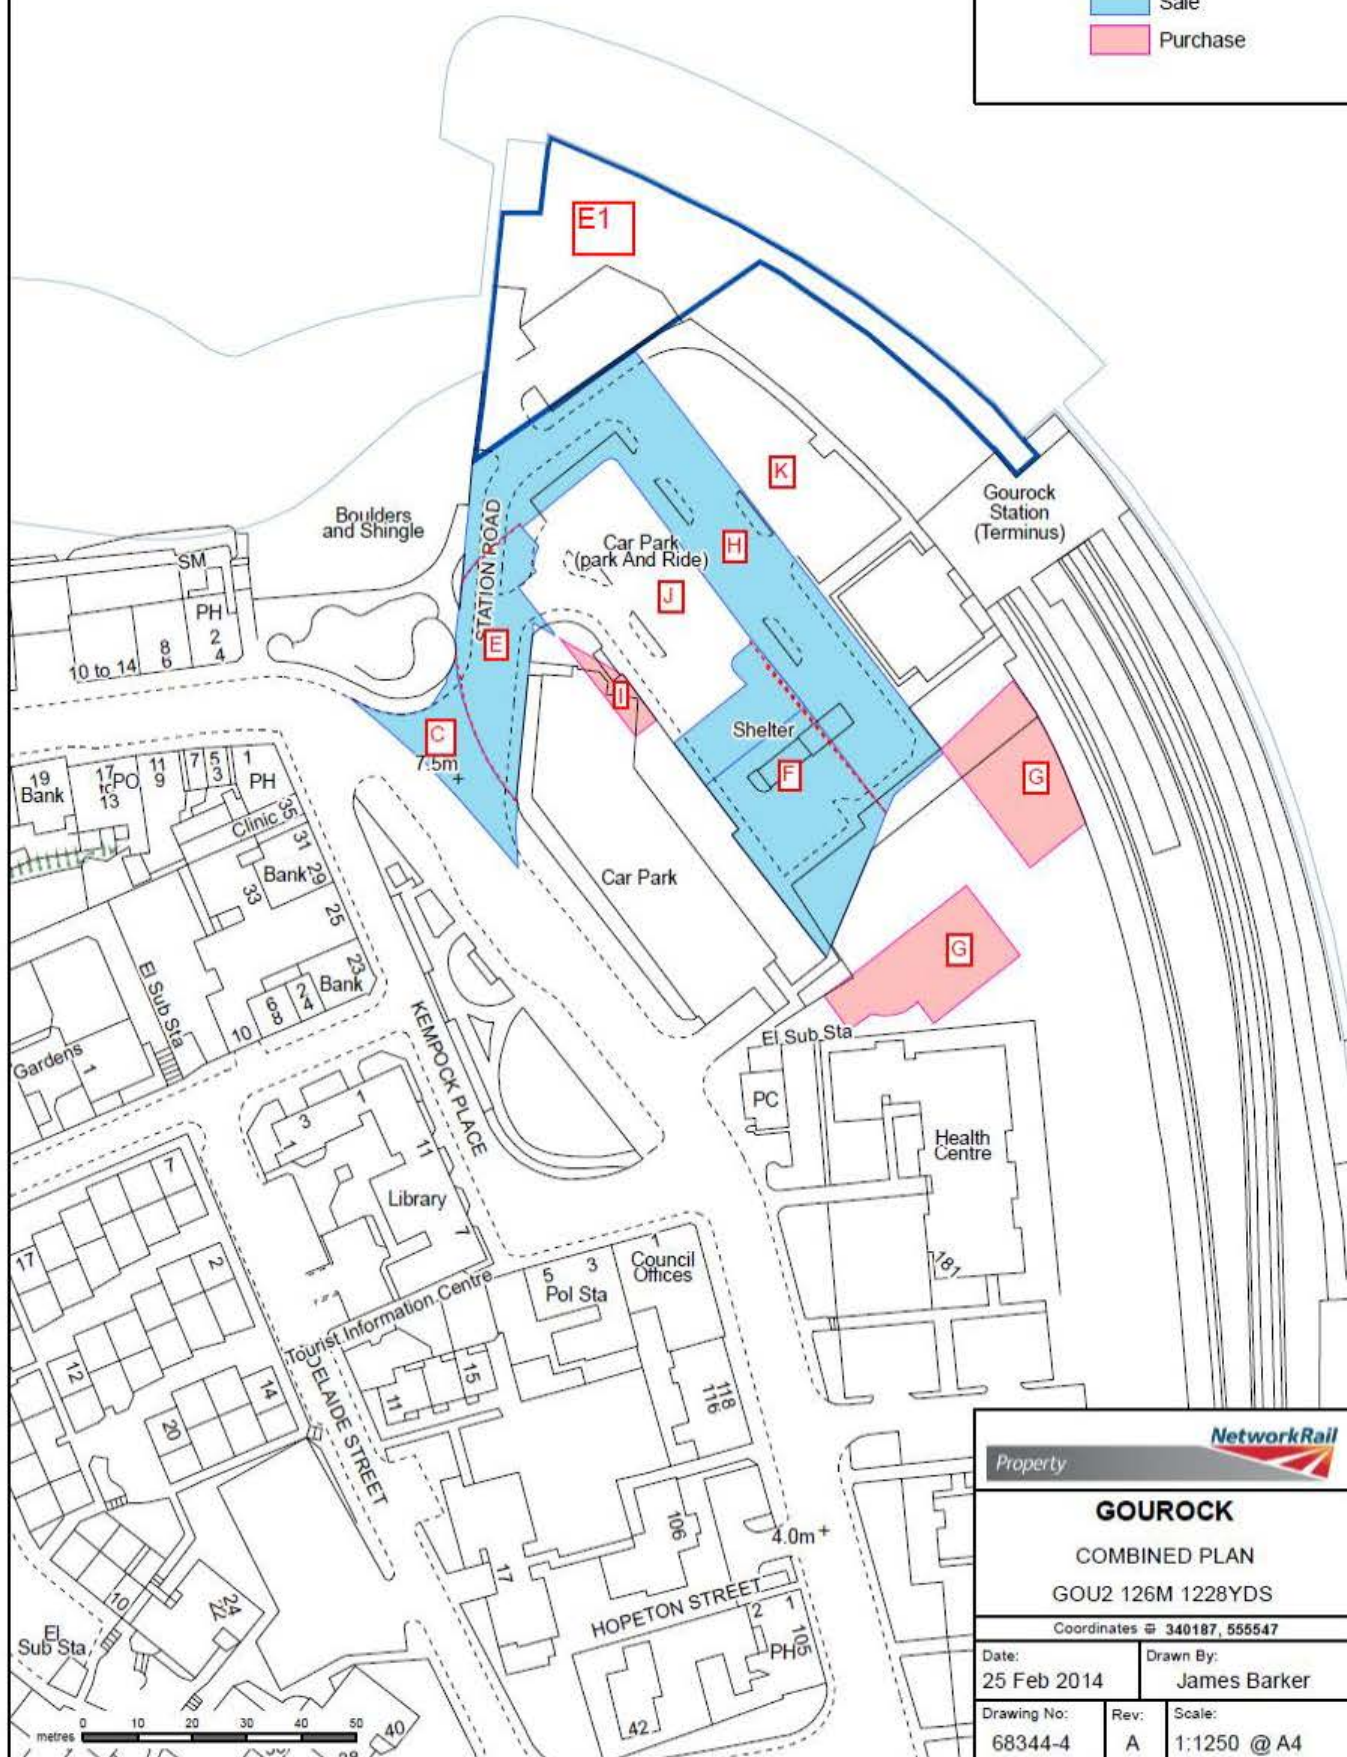 Sale
Purchase
E1
K
Gourock
Station
(Terminus)
Boulders
and Shingle
STATION ROAD
Car Park
(park And Ride)
H
J
SM
PH
2
4
8
6
10 to 14
E
I
C
7.5m
Shelter
F
G
19
Bank
17
PO
13
11
9
7
5
3
1
PH
Clinic
35
31
Bank
29
33
25
23
Bank
Car Park
G
El Sub Sta
6
8
2
4
10
Gardens
1
KEMPOCK PLACE
El Sub Sta
PC
Health
Centre
3
1
1
11
Library
7
7
181
17
2
Council
Offices
1
5
3
Pol Sta
Tourist Information Centre
12
14
20
11
15
118
116
DELAIDE STREET
106
4.0m
17
10
24
22
El
Sub Sta
HOPETON STREET
2
1
105
PH
42
40
38
metres
0 10 20 30 40 50
NetworkRail
Property
GOUROCK
COMBINED PLAN
GOU2 126M 1228YDS
Coordinates 340187, 555547
Date:
25 Feb 2014
Drawn By:
James Barker
Drawing No:
68344-4
Rev:
A
Scale:
1:1250 @ A4